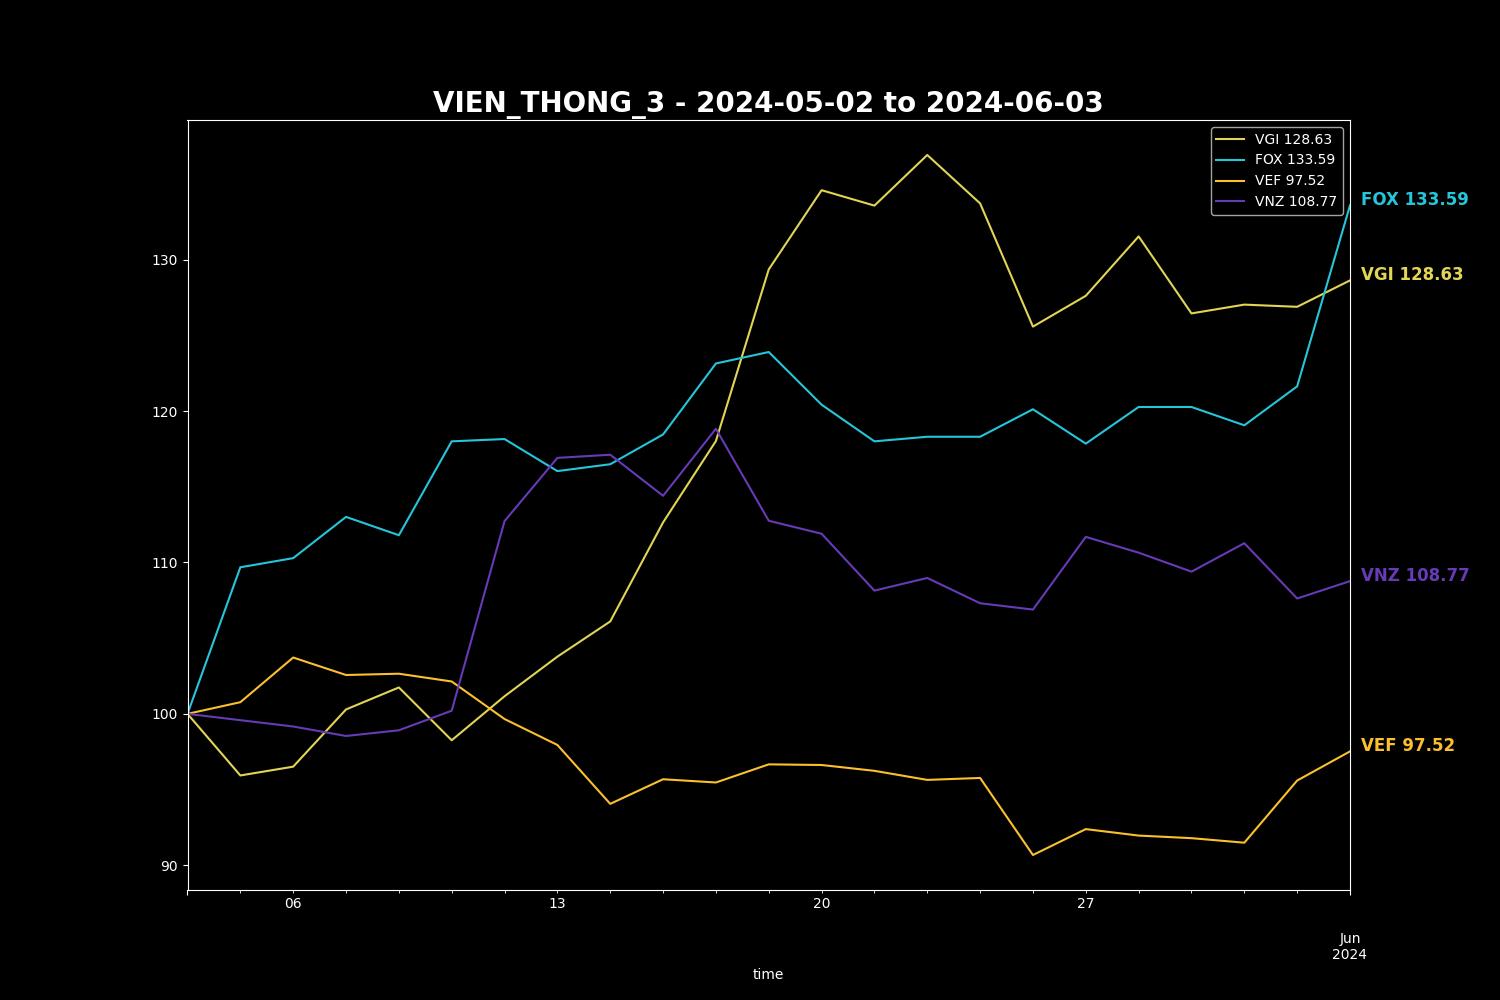 VIEN_THONG_3 - 2024-05-02 to 2024-06-03
VGI 128.63
FOX 133.59
VEF 97.52
VNZ 108.77
FOX 133.59
VGI 128.63
VNZ 108.77
VEF 97.52
130
120
110
100
90
06
13
20
27
Jun
2024
time